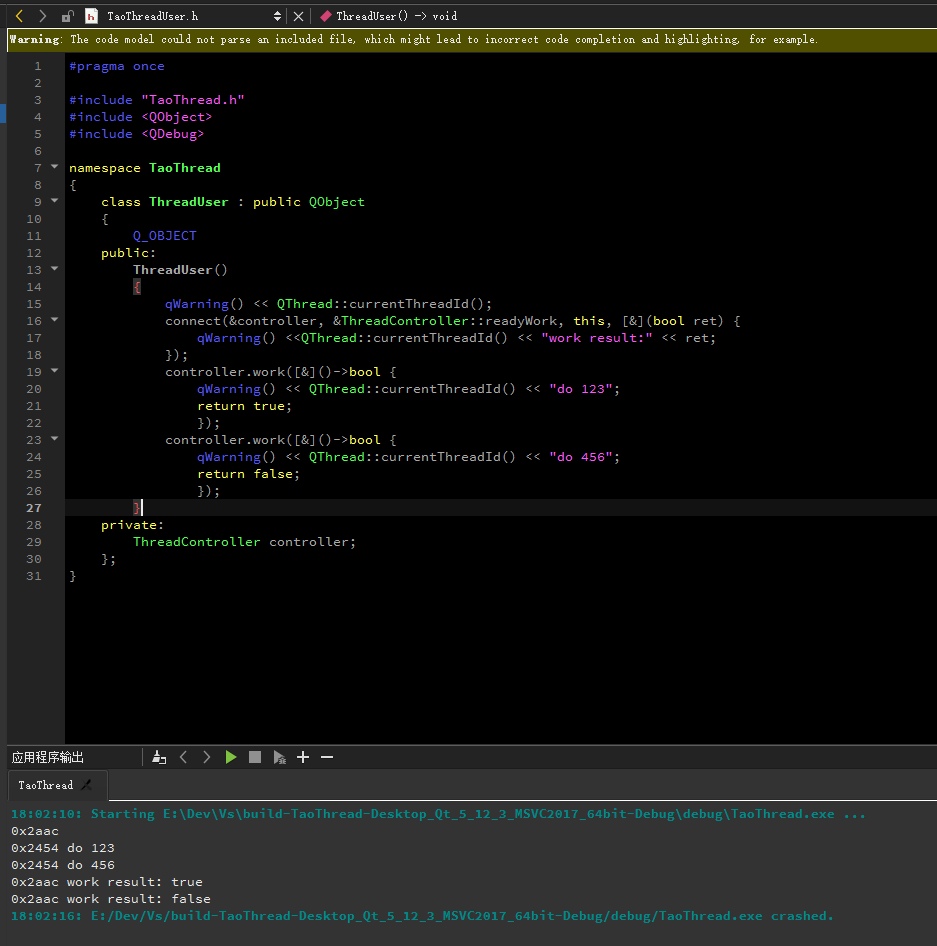 TaoThreadUser.h ThreadUser() -> void
Warning: The code model could not parse an included file, which might lead to incorrect code completion and highlighting, for example.
1 #pragma once
2
3 #include "TaoThread.h"
4 #include <QObject>
5 #include <QDebug>
6
7 namespace TaoThread
8 {
9 class ThreadUser : public QObject
10 {
11 Q_OBJECT
12 public:
13 ThreadUser()
14 {
15 qWarning() << QThread::currentThreadId();
16 connect(&controller, &ThreadController::readyWork, this, [&](bool ret) {
17 qWarning() <<QThread::currentThreadId() << "work result:" << ret;
18 });
19 controller.work([&]()->bool {
20 qWarning() << QThread::currentThreadId() << "do 123";
21 return true;
22 });
23 controller.work([&]()->bool {
24 qWarning() << QThread::currentThreadId() << "do 456";
25 return false;
26 });
27 }
28 private:
29 ThreadController controller;
30 };
31 }
应用程序输出
TaoThread
18:02:10: Starting E:\Dev\Vs\build-TaoThread-Desktop_Qt_5_12_3_MSVC2017_64bit-Debug\debug\TaoThread.exe ...
0x2aac
0x2454 do 123
0x2454 do 456
0x2aac work result: true
0x2aac work result: false
18:02:16: E:/Dev/Vs/build-TaoThread-Desktop_Qt_5_12_3_MSVC2017_64bit-Debug/debug/TaoThread.exe crashed.